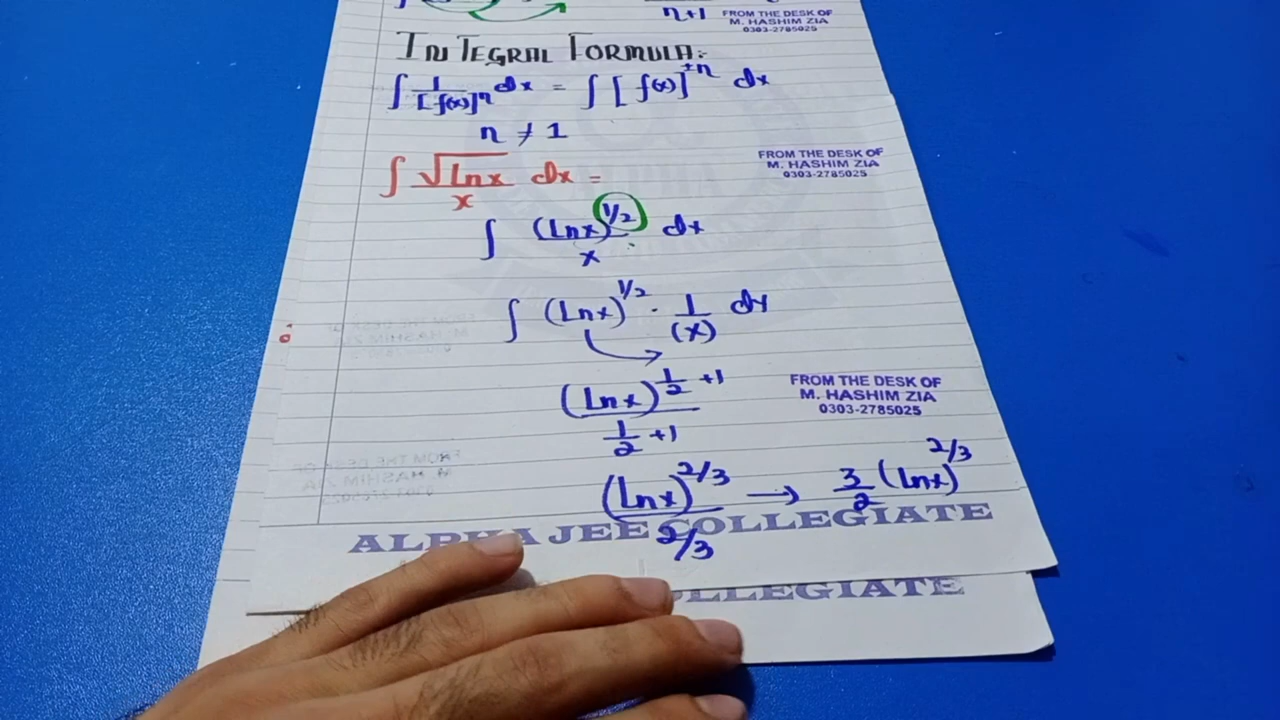 n+1
FROM THE DESK OF
M. HASHIM ZIA
0303-2785025
INTEGRAL FORMULA:-
∫ 1/[f(x)]ⁿ dx = ∫ [f(x)]⁺ⁿ dx
n ≠ 1
∫ √(Lnx)/x dx =
FROM THE DESK OF
M. HASHIM ZIA
0303-2785025
∫ (Lnx)^(1/2)/x dx
∫ (Lnx)^(1/2) · 1/(x) dx
(Lnx)^(1/2 +1)/(1/2 +1)
FROM THE DESK OF
M. HASHIM ZIA
0303-2785025
(Lnx)^(2/3)/(2/3) → 3/2 (Lnx)^(2/3)
ALPHA JEE COLLEGIATE
LLEGIATE